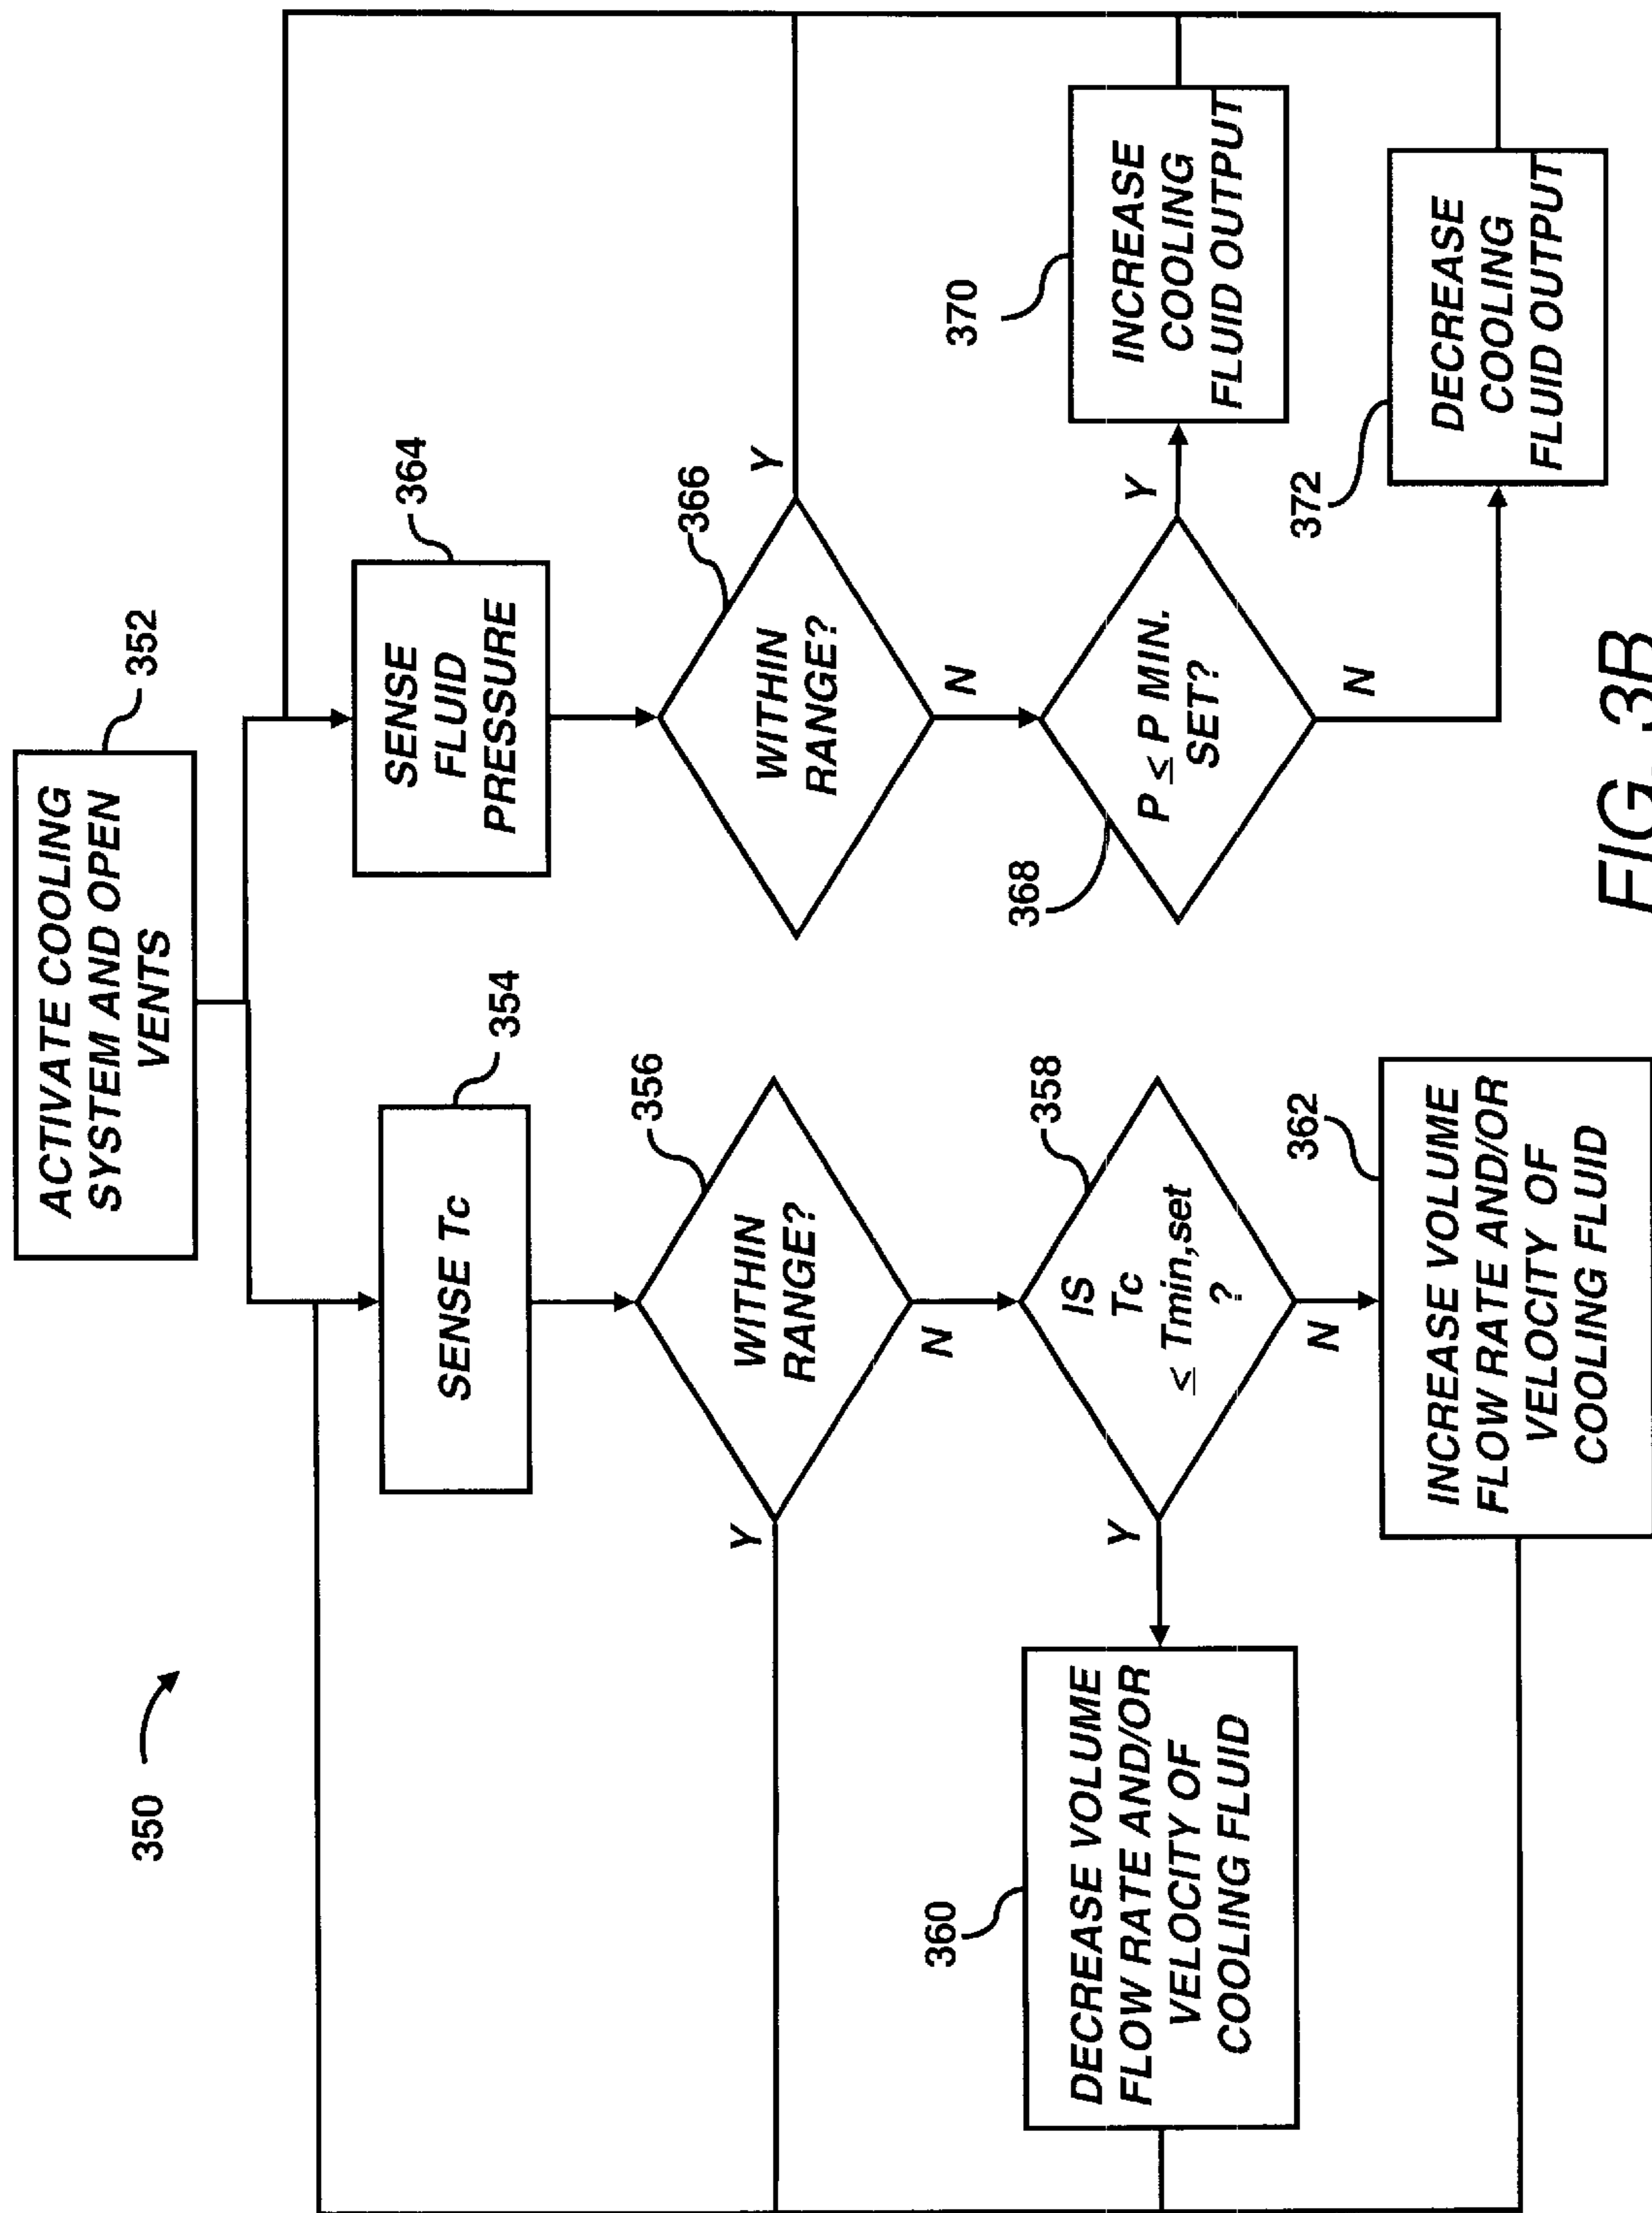 350
ACTIVATE COOLING
SYSTEM AND OPEN
VENTS
352
SENSE Tc
354
WITHIN
RANGE?
356
Y
N
IS
Tc
≤ Tmin,set
?
358
Y
N
DECREASE VOLUME
FLOW RATE AND/OR
VELOCITY OF
COOLING FLUID
360
INCREASE VOLUME
FLOW RATE AND/OR
VELOCITY OF
COOLING FLUID
362
SENSE
FLUID
PRESSURE
364
WITHIN
RANGE?
366
Y
N
P ≤ P MIN.
SET?
368
Y
N
INCREASE
COOLING
FLUID OUTPUT
370
DECREASE
COOLING
FLUID OUTPUT
372
FIG. 3B